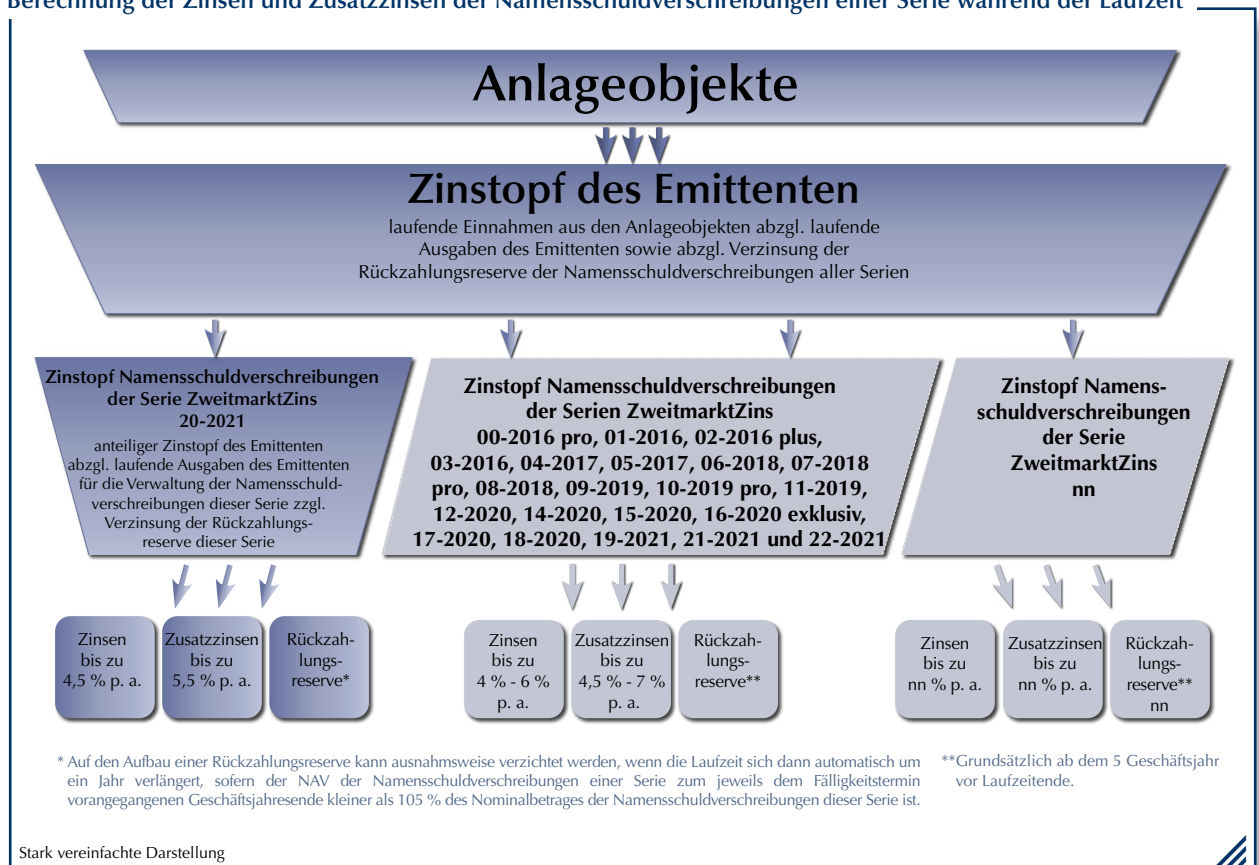 Berechnung der Zinsen und Zusatzzinsen der Namensschuldverschreibungen einer Serie während der Laufzeit
Anlageobjekte
Zinstopf des Emittenten
laufende Einnahmen aus den Anlageobjekten abzgl. laufende
Ausgaben des Emittenten sowie abzgl. Verzinsung der
Rückzahlungsreserve der Namensschuldverschreibungen aller Serien
Zinstopf Namensschuldverschreibungen
der Serie ZweitmarktZins
20-2021
anteiliger Zinstopf des Emittenten
abzgl. laufende Ausgaben des Emittenten
für die Verwaltung der Namensschuld-
verschreibungen dieser Serie zzgl.
Verzinsung der Rückzahlungs-
reserve dieser Serie
Zinstopf Namensschuldverschreibungen
der Serien ZweitmarktZins
00-2016 pro, 01-2016, 02-2016 plus,
03-2016, 04-2017, 05-2017, 06-2018, 07-2018
pro, 08-2018, 09-2019, 10-2019 pro, 11-2019,
12-2020, 14-2020, 15-2020, 16-2020 exklusiv,
17-2020, 18-2020, 19-2021, 21-2021 und 22-2021
Zinstopf Namens-
schuldverschreibungen
der Serie
ZweitmarktZins
nn
Zinsen
bis zu
4,5 % p. a.
Zusatzzinsen
bis zu
5,5 % p. a.
Rückzah-
lungs-
reserve*
Zinsen
bis zu
4 % - 6 %
p. a.
Zusatzzinsen
bis zu
4,5 % - 7 %
p. a.
Rückzah-
lungs-
reserve**
Zinsen
bis zu
nn % p. a.
Zusatzzinsen
bis zu
nn % p. a.
Rückzah-
lungs-
reserve**
nn
* Auf den Aufbau einer Rückzahlungsreserve kann ausnahmsweise verzichtet werden, wenn die Laufzeit sich dann automatisch um
ein Jahr verlängert, sofern der NAV der Namensschuldverschreibungen einer Serie zum jeweils dem Fälligkeitstermin
vorangegangenen Geschäftsjahresende kleiner als 105 % des Nominalbetrages der Namensschuldverschreibungen dieser Serie ist.
**Grundsätzlich ab dem 5 Geschäftsjahr
vor Laufzeitende.
Stark vereinfachte Darstellung